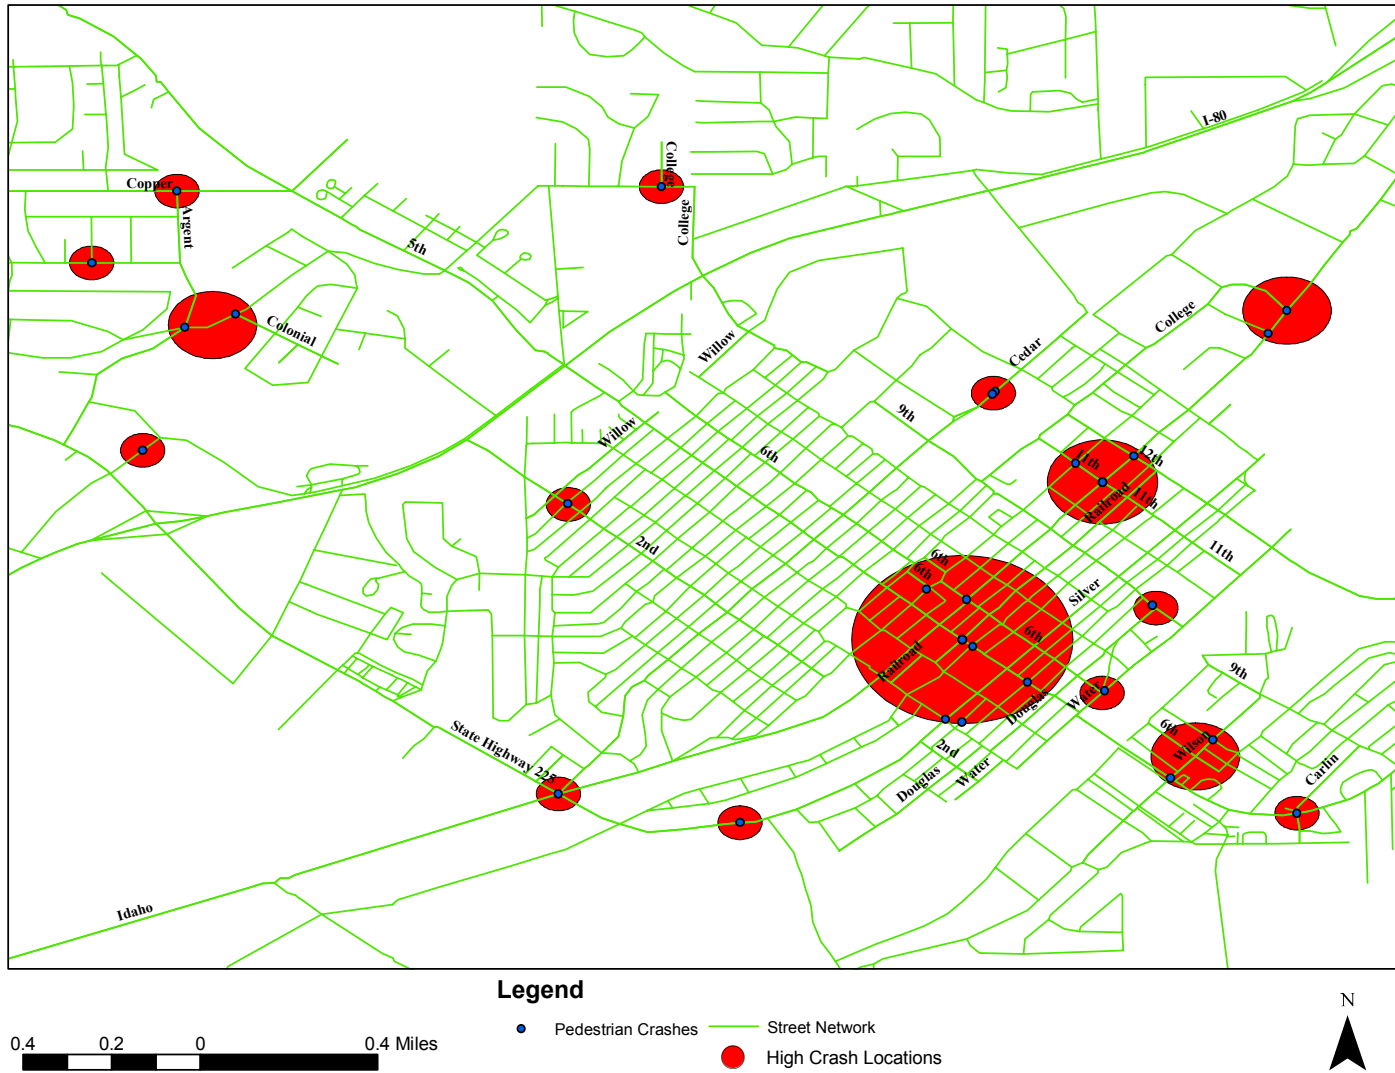 I-80
College
Copper
College
Argent
5th
College
Colonial
Willow
Cedar
9th
Willow
6th
12th
11th
11th
Railroad
2nd
11th
6th
6th
Silver
6th
Railroad
9th
Water
Douglas
6th
Wilson
2nd
State Highway 225
Water
Carlin
Douglas
Idaho
Legend
N
Pedestrian Crashes
Street Network
High Crash Locations
0.4 0.2 0 0.4 Miles